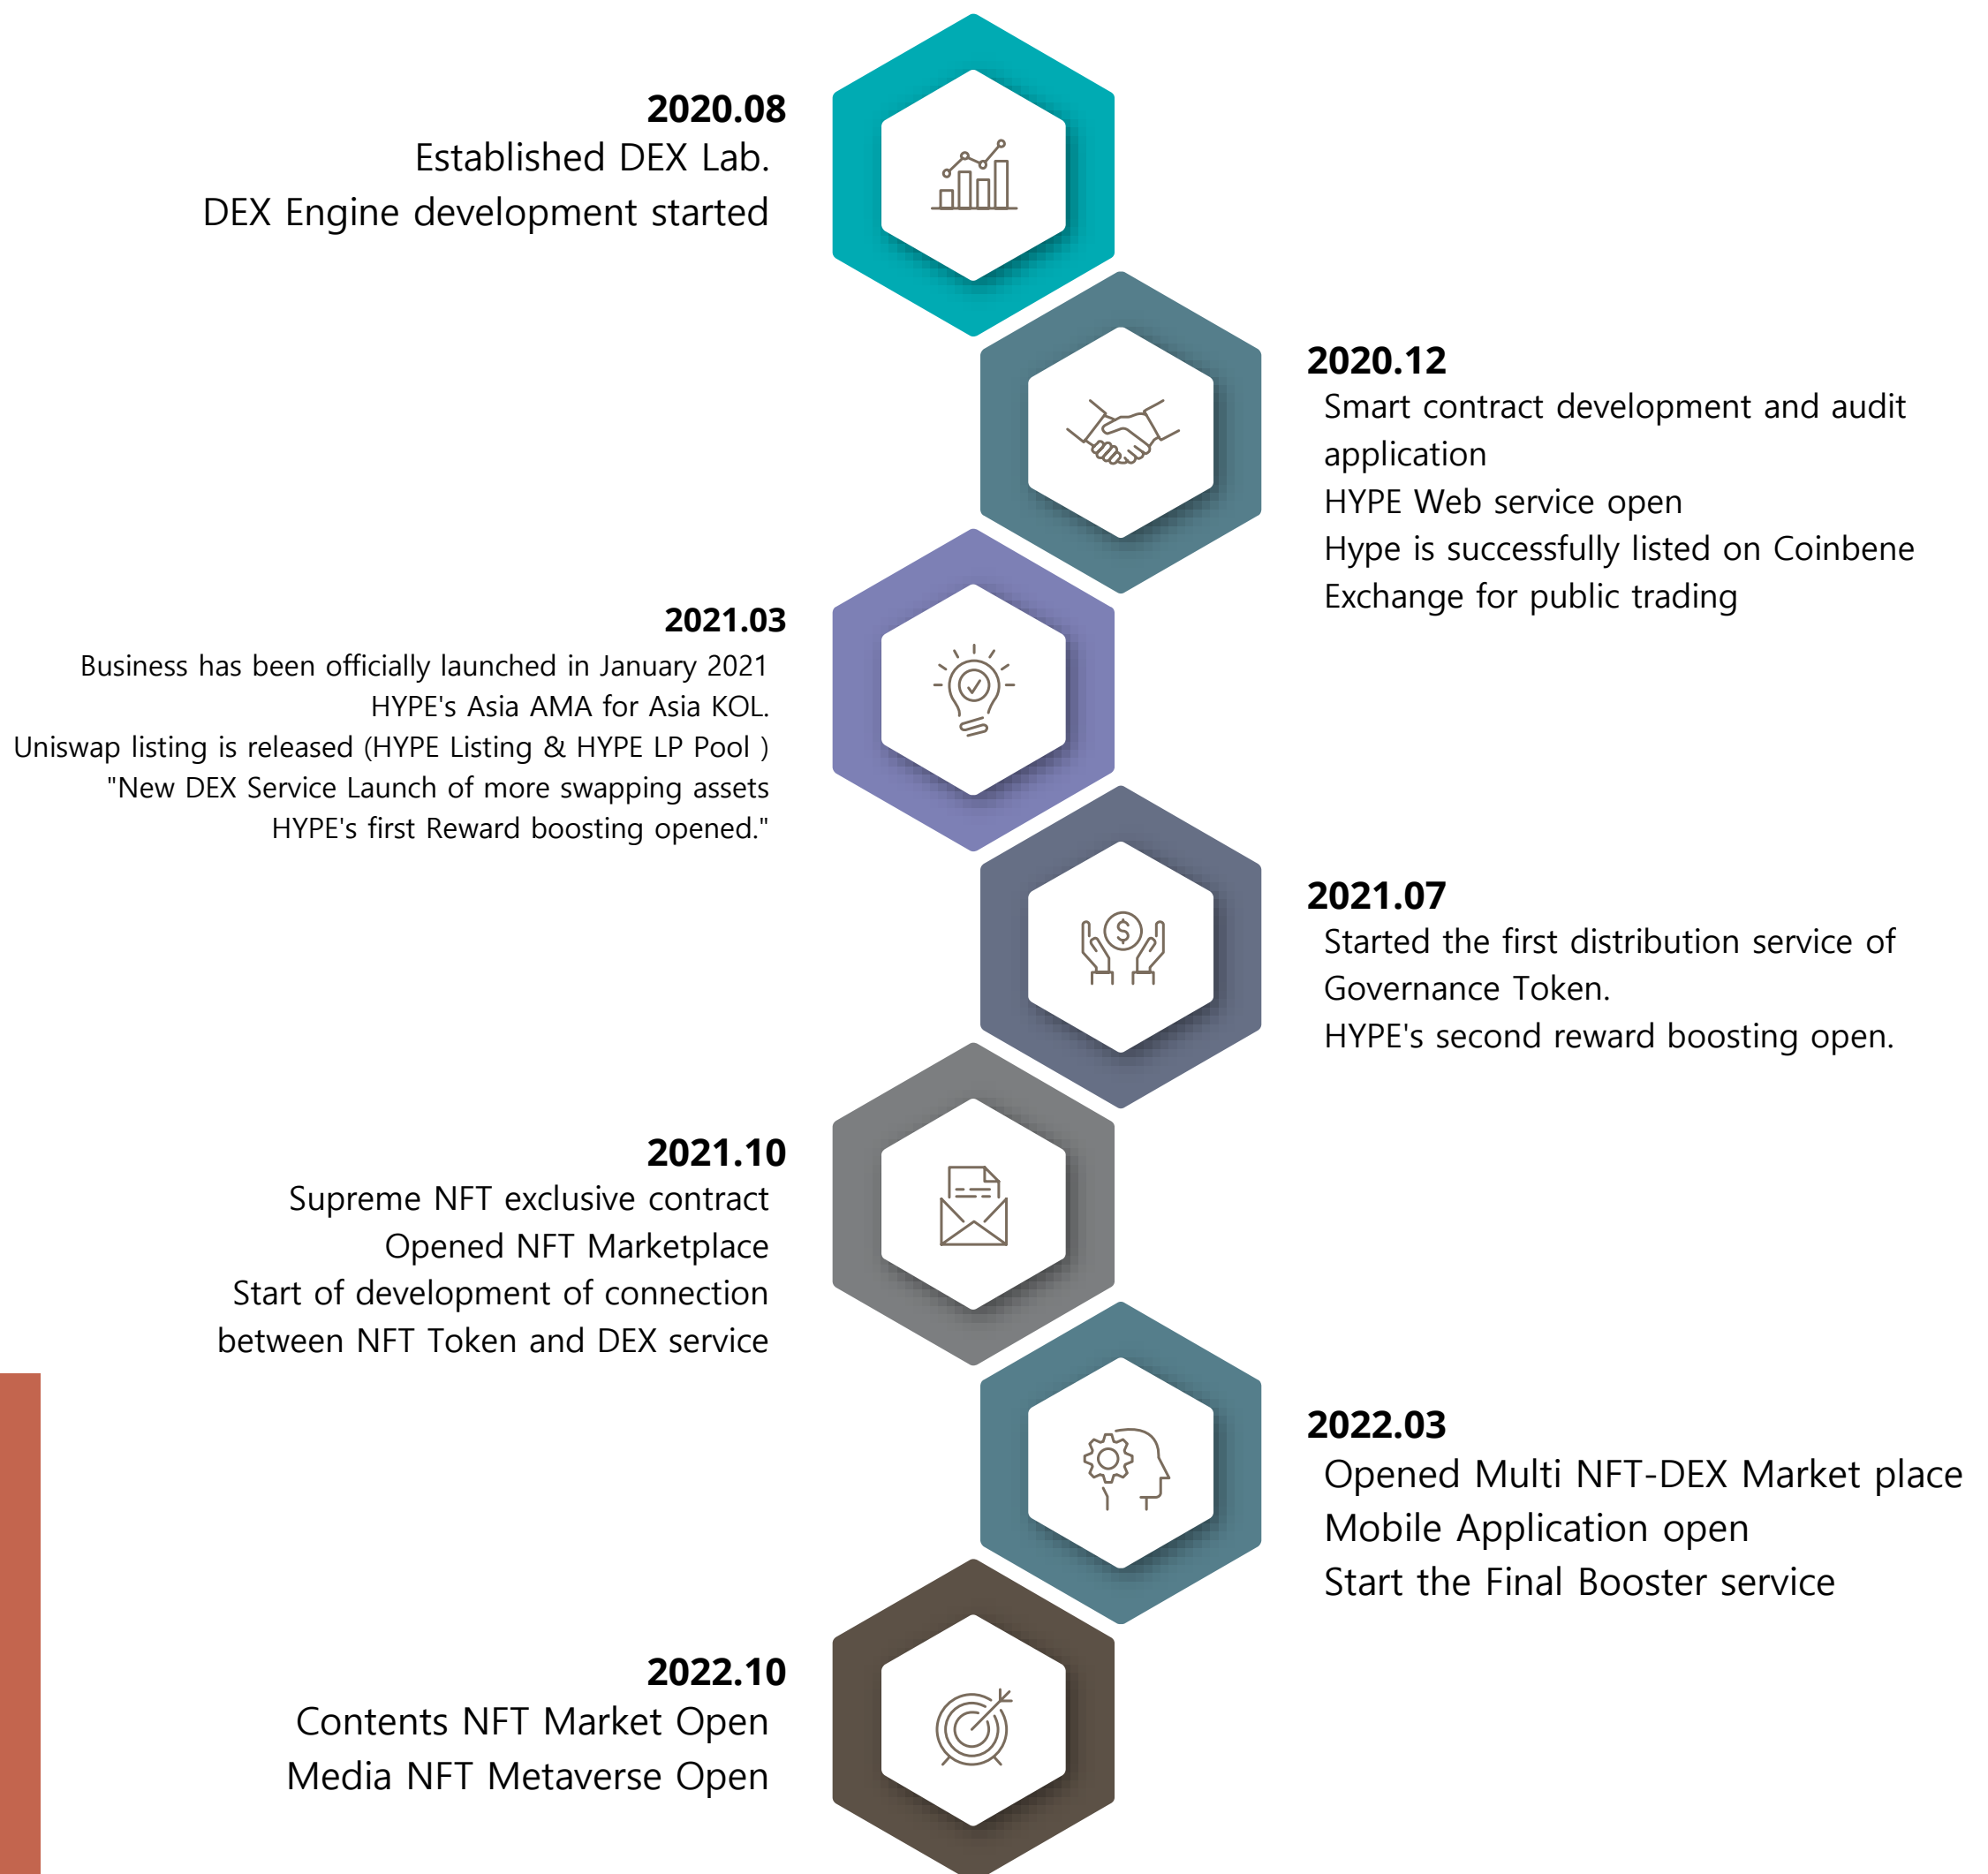 2020.08
Established DEX Lab.
DEX Engine development started
2020.12
Smart contract development and audit
application
HYPE Web service open
Hype is successfully listed on Coinbene
Exchange for public trading
2021.03
Business has been officially launched in January 2021
HYPE's Asia AMA for Asia KOL.
Uniswap listing is released (HYPE Listing & HYPE LP Pool )
"New DEX Service Launch of more swapping assets
HYPE's first Reward boosting opened."
2021.07
Started the first distribution service of
Governance Token.
HYPE's second reward boosting open.
2021.10
Supreme NFT exclusive contract
Opened NFT Marketplace
Start of development of connection
between NFT Token and DEX service
2022.03
Opened Multi NFT-DEX Market place
Mobile Application open
Start the Final Booster service
2022.10
Contents NFT Market Open
Media NFT Metaverse Open